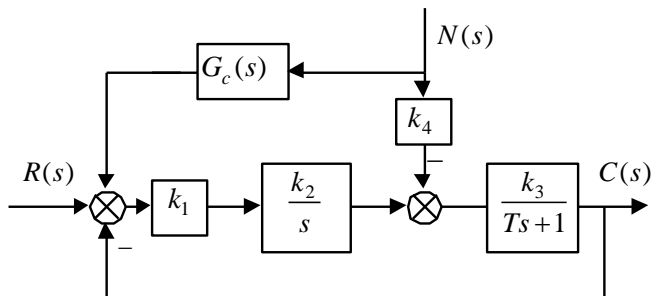 N(s)
G_c(s)
k_4
–
R(s)
k_1
k_2
s
k_3
Ts+1
C(s)
–